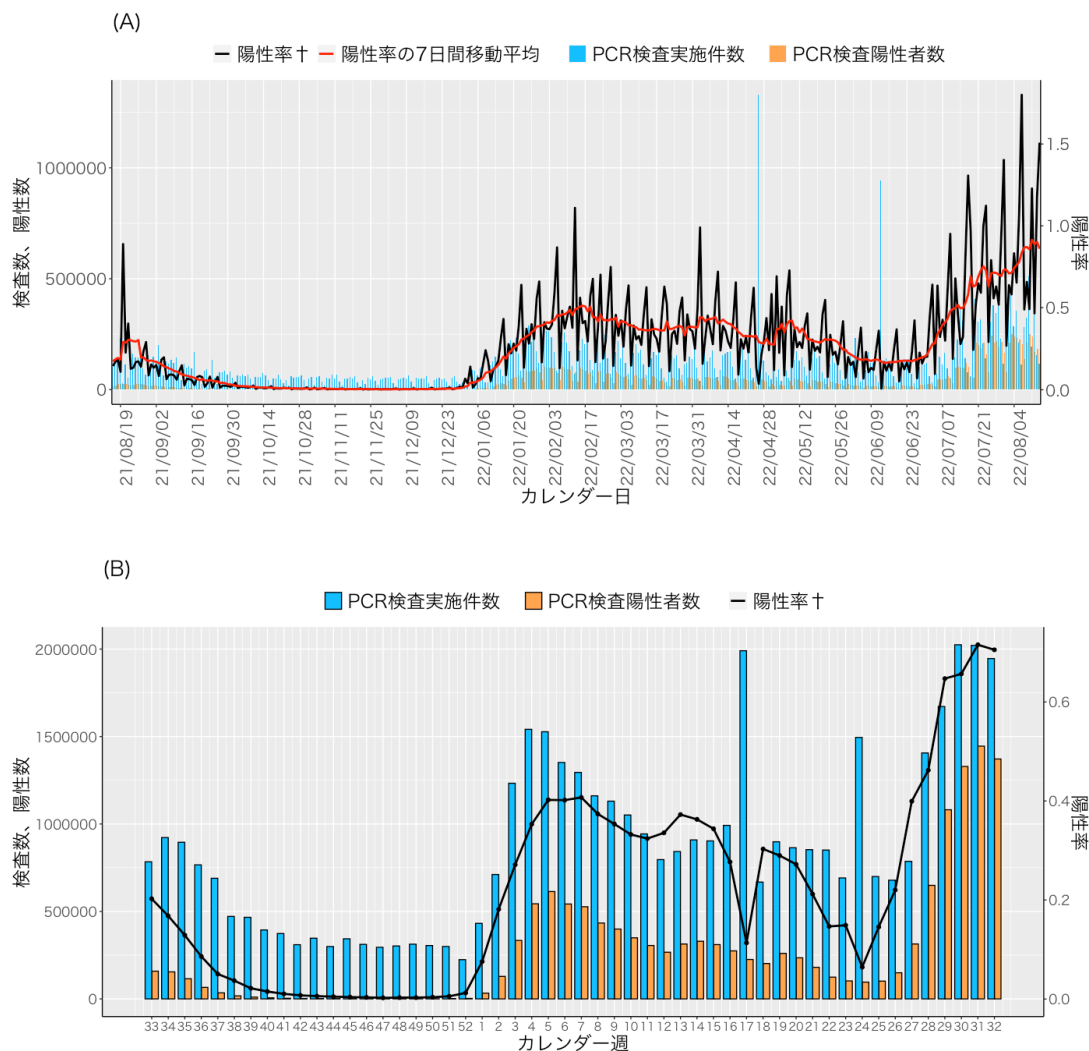 (A)
陽性率† 陽性率の7日間移動平均 PCR検査実施件数 PCR検査陽性者数
検査数、陽性数
1000000
500000
0
陽性率
1.5
1.0
0.5
0.0
21/08/19 21/09/02 21/09/16 21/09/30 21/10/14 21/10/28 21/11/11 21/11/25 21/12/09 21/12/23 22/01/06 22/01/20 22/02/03 22/02/17 22/03/03 22/03/17 22/03/31 22/04/14 22/04/28 22/05/12 22/05/26 22/06/09 22/06/23 22/07/07 22/07/21 22/08/04
カレンダー日
(B)
PCR検査実施件数 PCR検査陽性者数 陽性率†
検査数、陽性数
2000000
1500000
1000000
500000
0
陽性率
0.6
0.4
0.2
0.0
33 34 35 36 37 38 39 40 41 42 43 44 45 46 47 48 49 50 51 52 1 2 3 4 5 6 7 8 9 10 11 12 13 14 15 16 17 18 19 20 21 22 23 24 25 26 27 28 29 30 31 32
カレンダー週